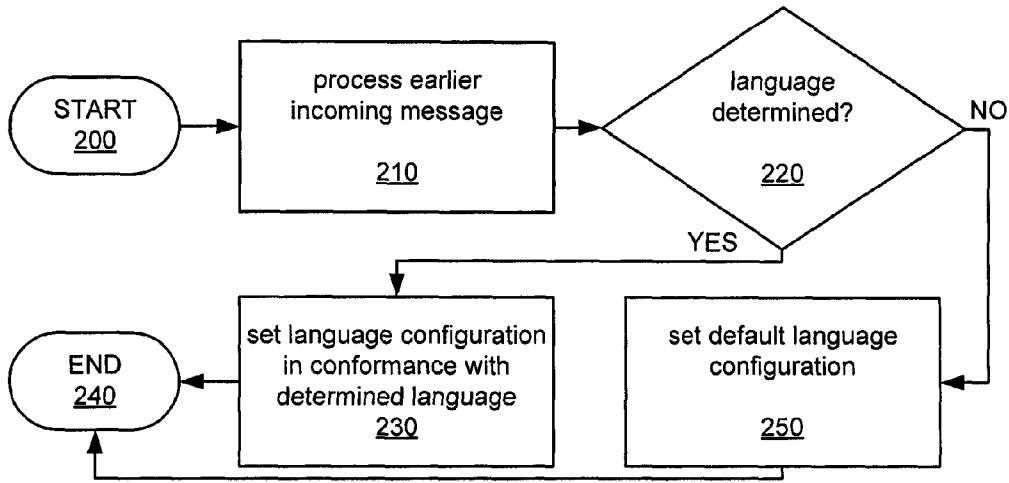 START
200
process earlier
incoming message
210
language
determined?
220
NO
YES
set language configuration
in conformance with
determined language
230
set default language
configuration
250
END
240